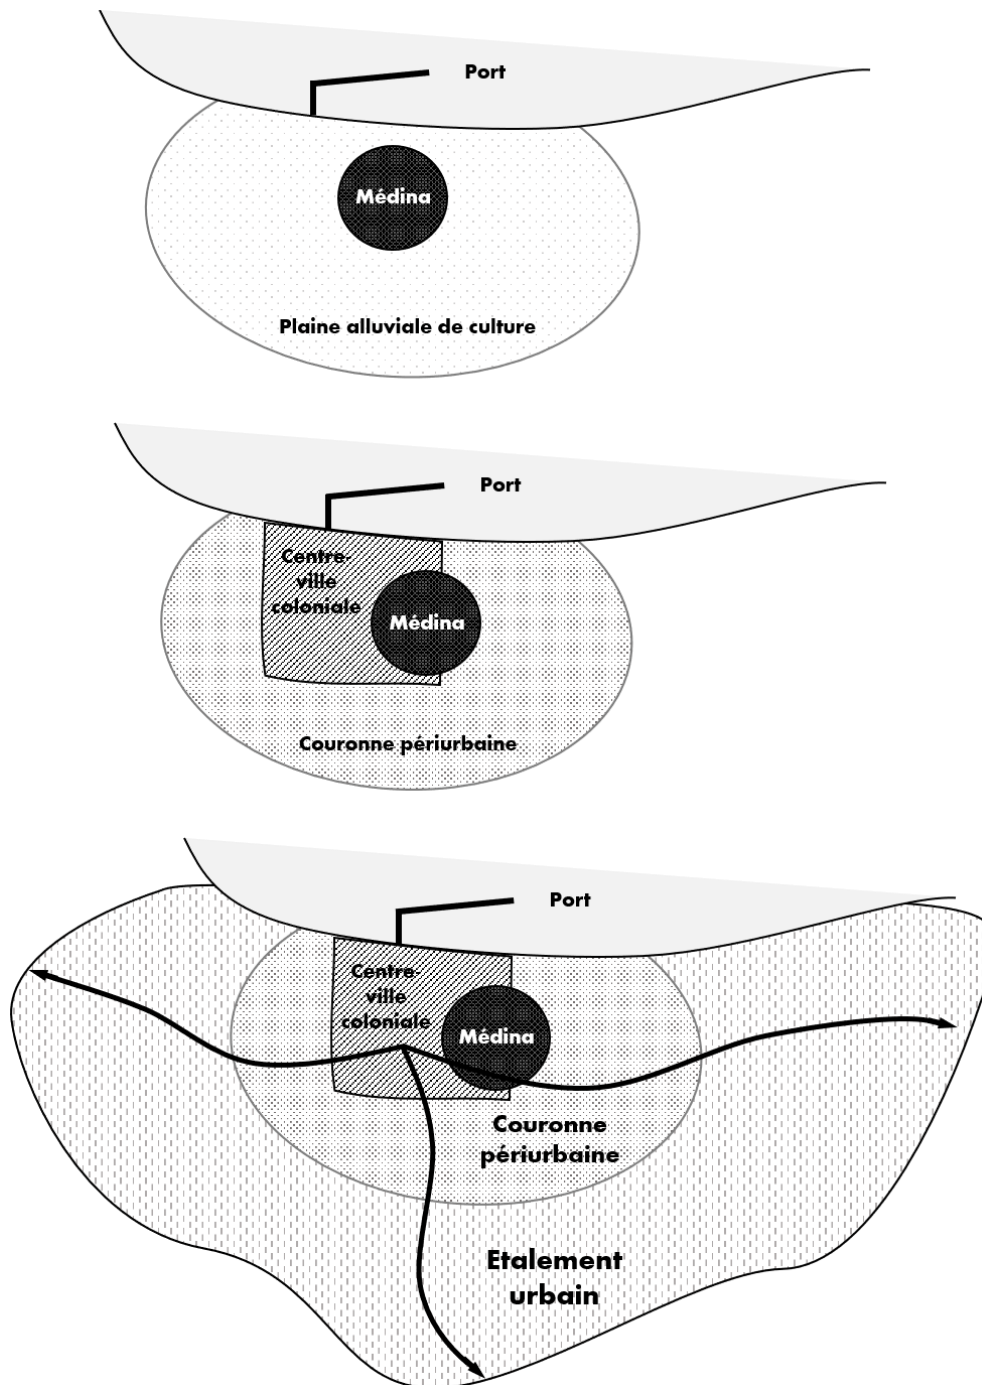 Port
Médina
Plaine alluviale de culture
Port
Centre-
ville
coloniale
Médina
Couronne périurbaine
Port
Centre-
ville
coloniale
Médina
Couronne
périurbaine
Etalement
urbain